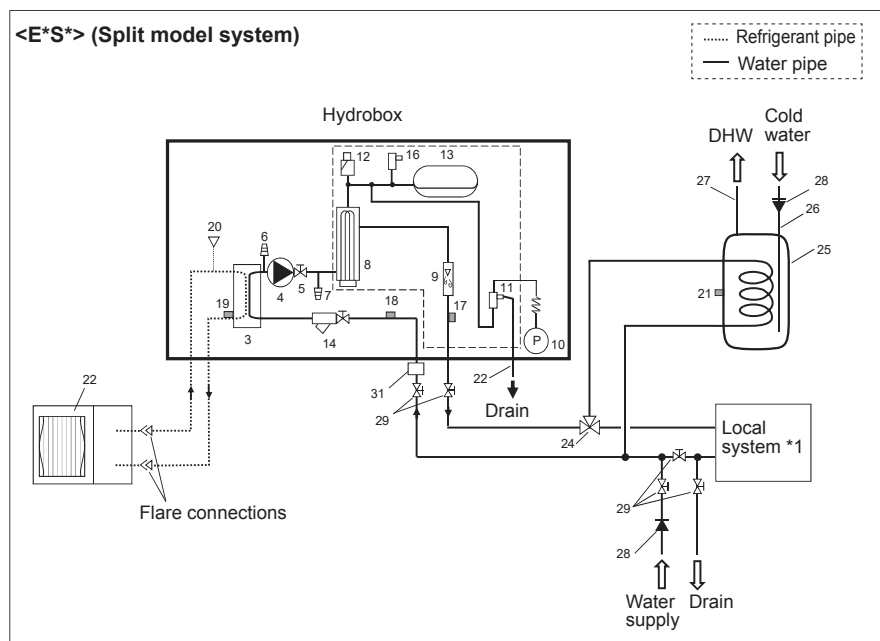 <E*S*> (Split model system)
Refrigerant pipe
Water pipe
Hydrobox
DHW
Cold
water
12
16
13
27
28
26
20
6
25
8
9
4
5
7
11
21
19
18
17
3
14
P
10
22
31
22
29
Drain
24
Local
system *1
Flare connections
29
28
Water
supply
Drain